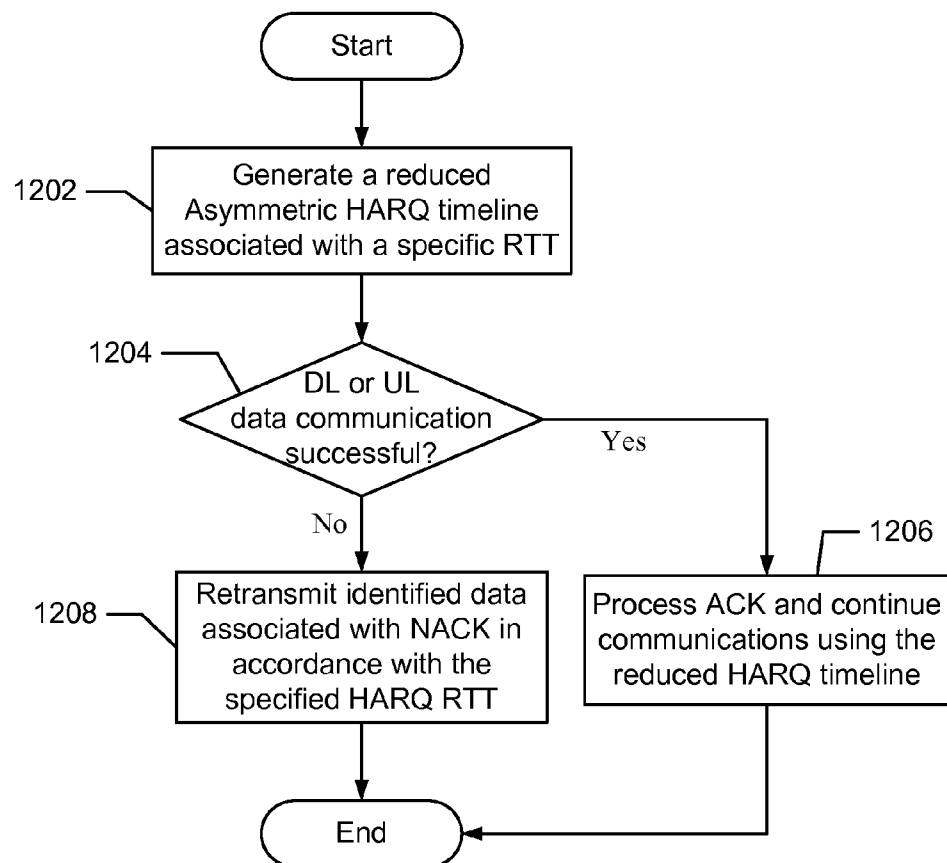 Start
1202
Generate a reduced
Asymmetric HARQ timeline
associated with a specific RTT
1204
DL or UL
data communication
successful?
Yes
No
1206
Process ACK and continue
communications using the
reduced HARQ timeline
1208
Retransmit identified data
associated with NACK in
accordance with the
specified HARQ RTT
End